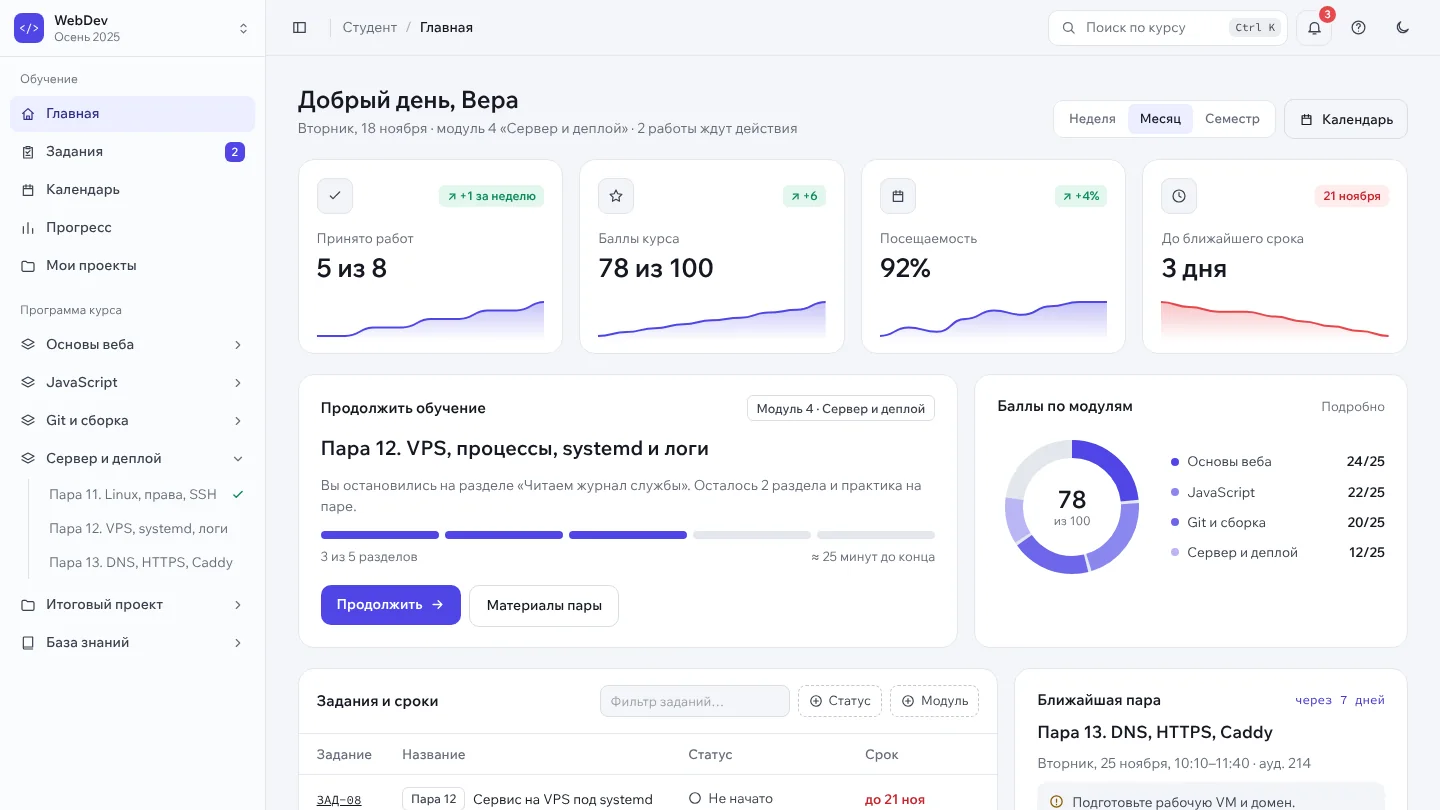 </>
WebDev
Осень 2025
Обучение
Главная
Задания
2
Календарь
Прогресс
Мои проекты
Программа курса
Основы веба
JavaScript
Git и сборка
Сервер и деплой
Пара 11. Linux, права, SSH
Пара 12. VPS, systemd, логи
Пара 13. DNS, HTTPS, Caddy
Итоговый проект
База знаний
Студент / Главная
Поиск по курсу
Ctrl K
3
Добрый день, Вера
Вторник, 18 ноября · модуль 4 «Сервер и деплой» · 2 работы ждут действия
Неделя
Месяц
Семестр
Календарь
+1 за неделю
Принято работ
5 из 8
+6
Баллы курса
78 из 100
+4%
Посещаемость
92%
21 ноября
До ближайшего срока
3 дня
Продолжить обучение
Модуль 4 · Сервер и деплой
Пара 12. VPS, процессы, systemd и логи
Вы остановились на разделе «Читаем журнал службы». Осталось 2 раздела и практика на
паре.
3 из 5 разделов
≈ 25 минут до конца
Продолжить
Материалы пары
Баллы по модулям
Подробно
78
из 100
Основы веба 24/25
JavaScript 22/25
Git и сборка 20/25
Сервер и деплой 12/25
Задания и сроки
Фильтр заданий...
Статус
Модуль
Задание Название Статус Срок
ЗАД-08 Пара 12 Сервис на VPS под systemd Не начато до 21 ноя
Ближайшая пара
через 7 дней
Пара 13. DNS, HTTPS, Caddy
Вторник, 25 ноября, 10:10–11:40 · ауд. 214
Подготовьте рабочую VM и домен.